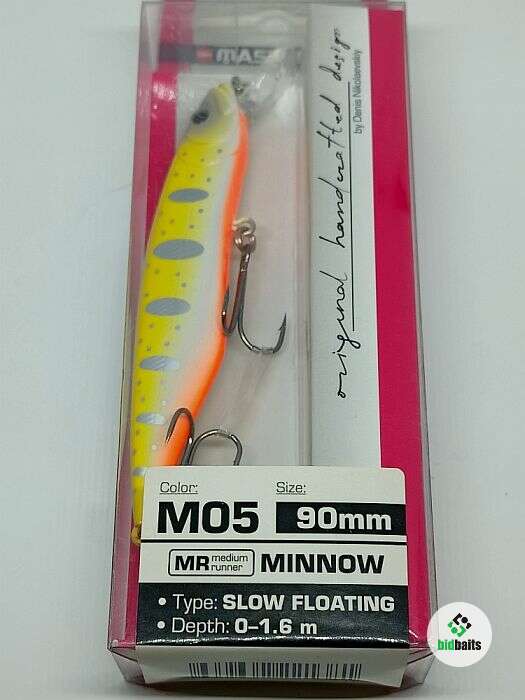 original handcrafted design
by Denis Nikolaevsky
Color: Size:
M05 90mm
MR medium runner MINNOW
• Type: SLOW FLOATING
• Depth: 0–1.6 m
bidbaits